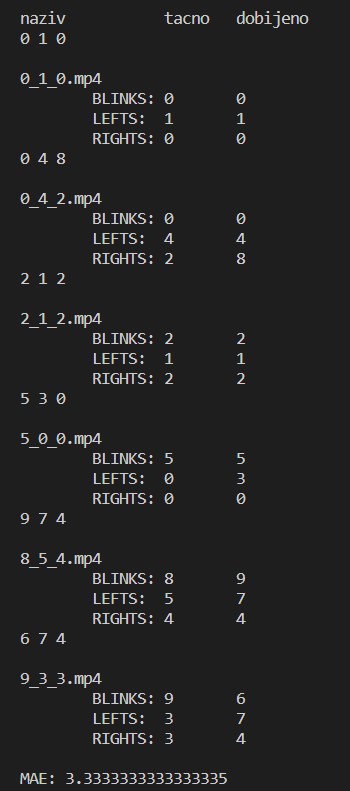 naziv tacno dobijeno
0 1 0
0_1_0.mp4
BLINKS: 0 0
LEFTS: 1 1
RIGHTS: 0 0
0 4 8
0_4_2.mp4
BLINKS: 0 0
LEFTS: 4 4
RIGHTS: 2 8
2 1 2
2_1_2.mp4
BLINKS: 2 2
LEFTS: 1 1
RIGHTS: 2 2
5 3 0
5_0_0.mp4
BLINKS: 5 5
LEFTS: 0 3
RIGHTS: 0 0
9 7 4
8_5_4.mp4
BLINKS: 8 9
LEFTS: 5 7
RIGHTS: 4 4
6 7 4
9_3_3.mp4
BLINKS: 9 6
LEFTS: 3 7
RIGHTS: 3 4
MAE: 3.3333333333333335